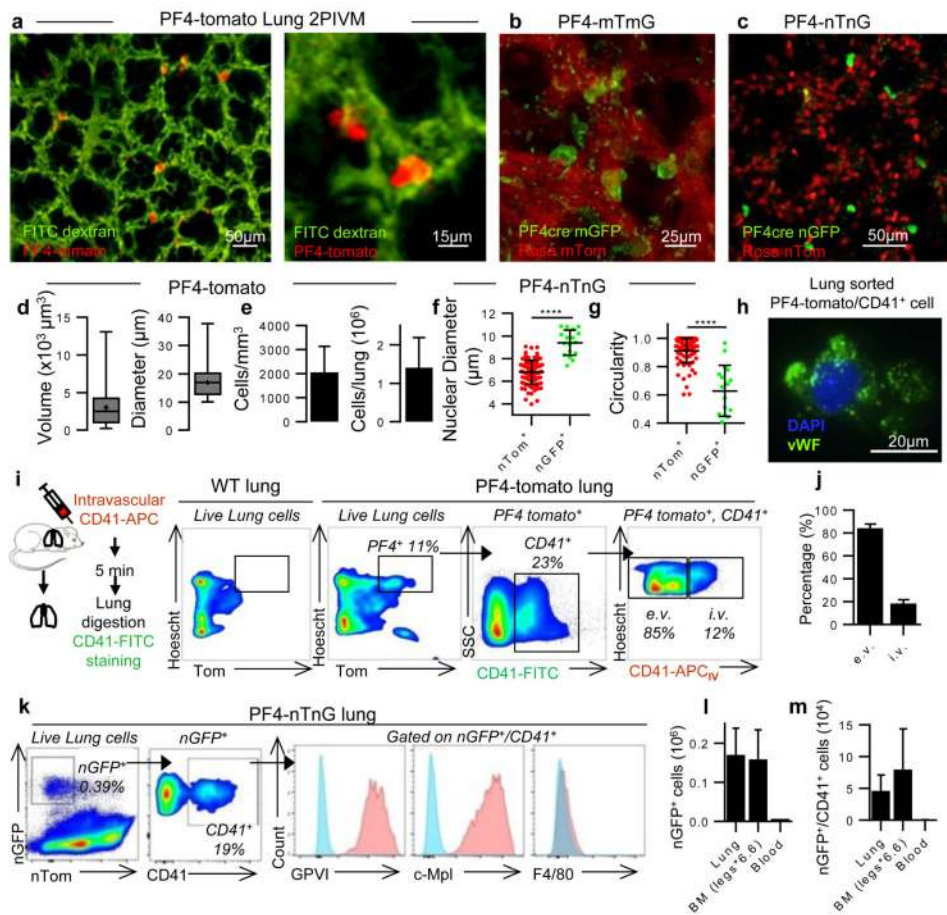 a PF4-tomato Lung 2PIVM b PF4-mTmG c PF4-nTnG
FITC dextran
PF4-tomato
50μm
FITC dextran
PF4-tomato
15μm
PF4cre mGFP
Rosa mTom
25μm
PF4cre nGFP
Rosa nTom
50μm
PF4-tomato
PF4-nTnG
d
Volume (x10³ μm³)
15
10
5
0
Diameter (μm)
40
30
20
10
0
e
Cells/mm³
4000
3000
2000
1000
0
Cells/lung (10⁶)
2
1
0
f
Nuclear Diameter
(μm)
10
8
6
4
****
nTom⁺
nGFP⁺
g
Circularity
1.0
0.8
0.6
0.4
****
nTom⁺
nGFP⁺
h
Lung sorted
PF4-tomato/CD41⁺ cell
DAPI
vWF
20μm
i
Intravascular
CD41-APC
5 min
Lung
digestion
CD41-FITC
staining
WT lung
Live Lung cells
Hoescht
Tom
PF4-tomato lung
Live Lung cells
PF4⁺ 11%
Hoescht
Tom
PF4 tomato⁺
CD41⁺
23%
SSC
CD41-FITC
PF4 tomato⁺, CD41⁺
e.v.
85%
i.v.
12%
Hoescht
CD41-APC_IV
j
Percentage (%)
100
80
60
40
20
0
e.v.
i.v.
k
PF4-nTnG lung
Live Lung cells
nGFP⁺
0.39%
nGFP
nTom
nGFP⁺
CD41⁺
19%
CD41
Gated on nGFP⁺/CD41⁺
Count
GPVI
c-Mpl
F4/80
l
nGFP⁺ cells (10⁶)
0.2
0.1
0.0
Lung
BM (legs*6.6)
Blood
m
nGFP⁺/CD41⁺ cells (10⁴)
15
10
5
0
Lung
BM (legs*6.6)
Blood